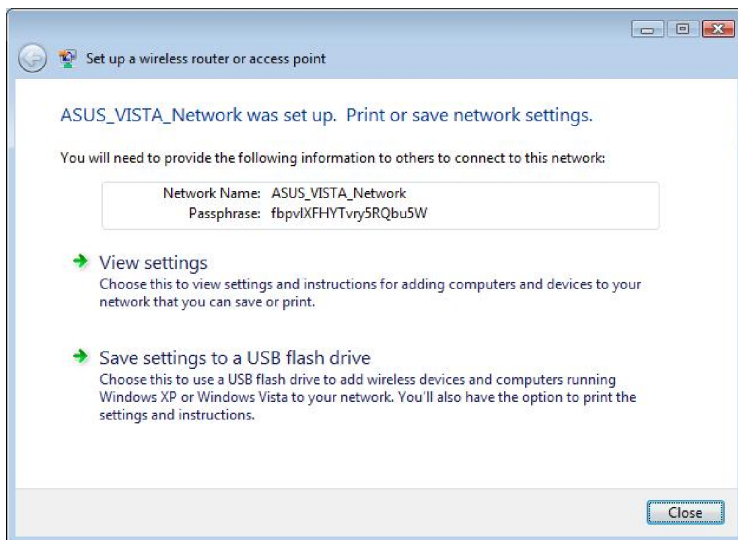 Set up a wireless router or access point
ASUS_VISTA_Network was set up. Print or save network settings.
You will need to provide the following information to others to connect to this network:
Network Name: ASUS_VISTA_Network
Passphrase: fbpvIXFHYTvry5RQbu5W
View settings
Choose this to view settings and instructions for adding computers and devices to your
network that you can save or print.
Save settings to a USB flash drive
Choose this to use a USB flash drive to add wireless devices and computers running
Windows XP or Windows Vista to your network. You'll also have the option to print the
settings and instructions.
Close